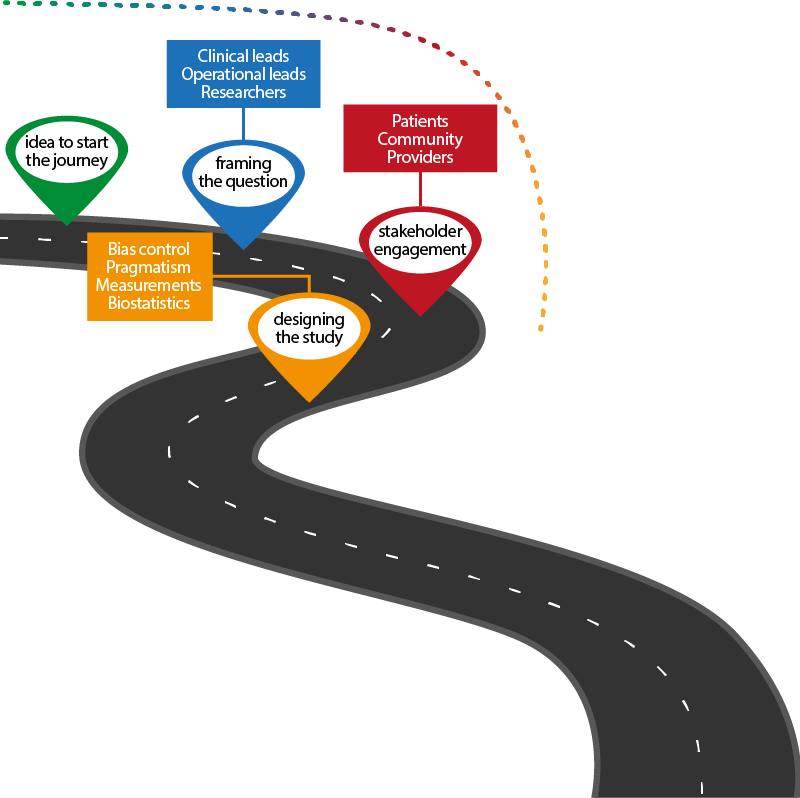 Clinical leads
Operational leads
Researchers
Patients
Community
Providers
idea to start
the journey
framing
the question
stakeholder
engagement
Bias control
Pragmatism
Measurements
Biostatistics
designing
the study